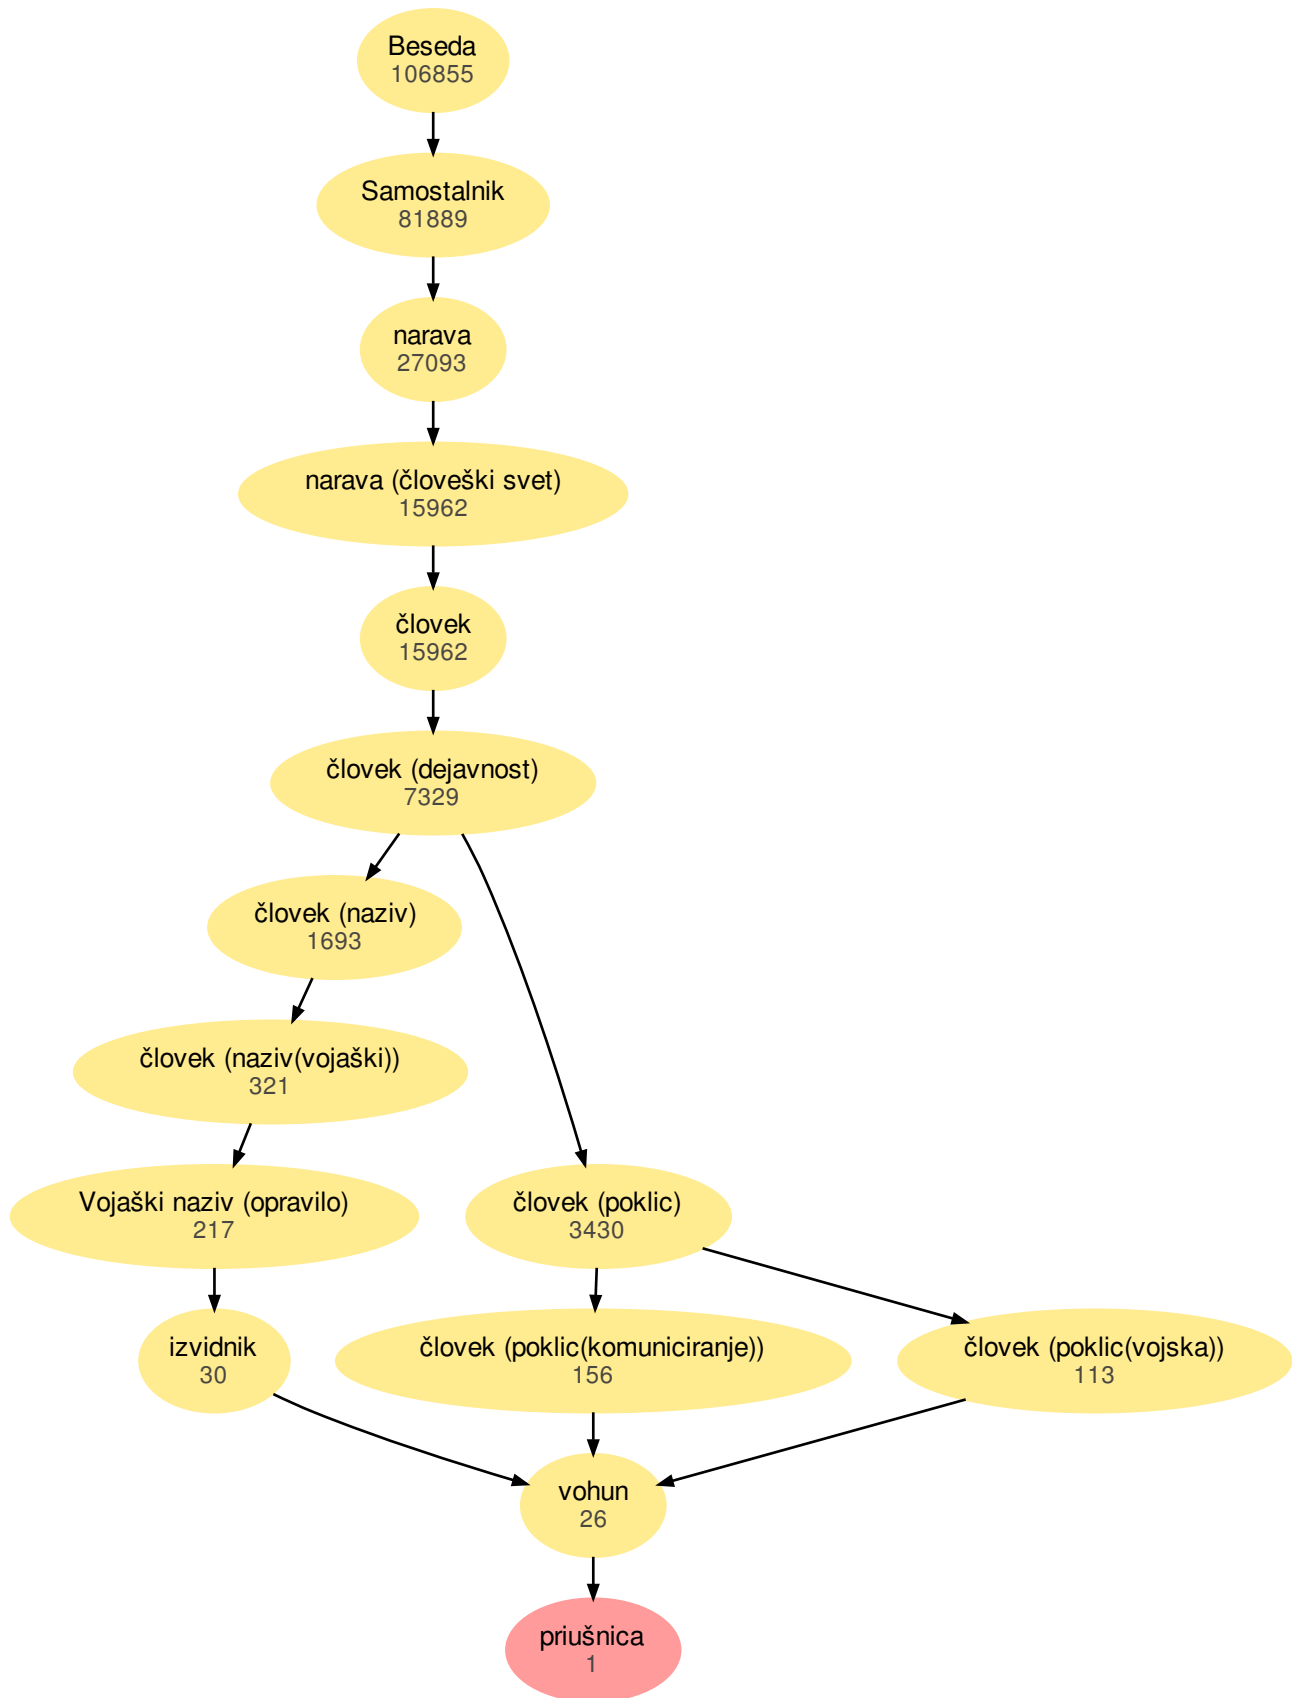 Beseda
106855
Samostalnik
81889
narava
27093
narava (človeški svet)
15962
človek
15962
človek (dejavnost)
7329
človek (naziv)
1693
človek (naziv(vojaški))
321
Vojaški naziv (opravilo)
217
človek (poklic)
3430
izvidnik
30
človek (poklic(komuniciranje))
156
človek (poklic(vojska))
113
vohun
26
priušnica
1